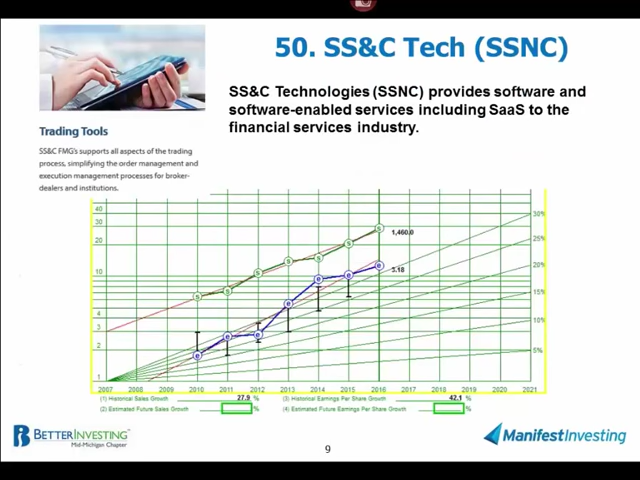 50. SS&C Tech (SSNC)
SS&C Technologies (SSNC) provides software and
software-enabled services including SaaS to the
financial services industry.
Trading Tools
SS&C FMG's supports all aspects of the trading
process, simplifying the order management and
execution management processes for broker-
dealers and institutions.
40
30
20
10
4
3
2
1
1,460.0
3.18
30%
25%
20%
15%
10%
5%
2007 2008 2009 2010 2011 2012 2013 2014 2015 2016 2017 2018 2019 2020 2021
(1) Historical Sales Growth 27.9 % (3) Historical Earnings Per Share Growth 42.1 %
(2) Estimated Future Sales Growth % (4) Estimated Future Earnings Per Share Growth %
BETTERINVESTING™
Mid-Michigan Chapter
9
ManifestInvesting